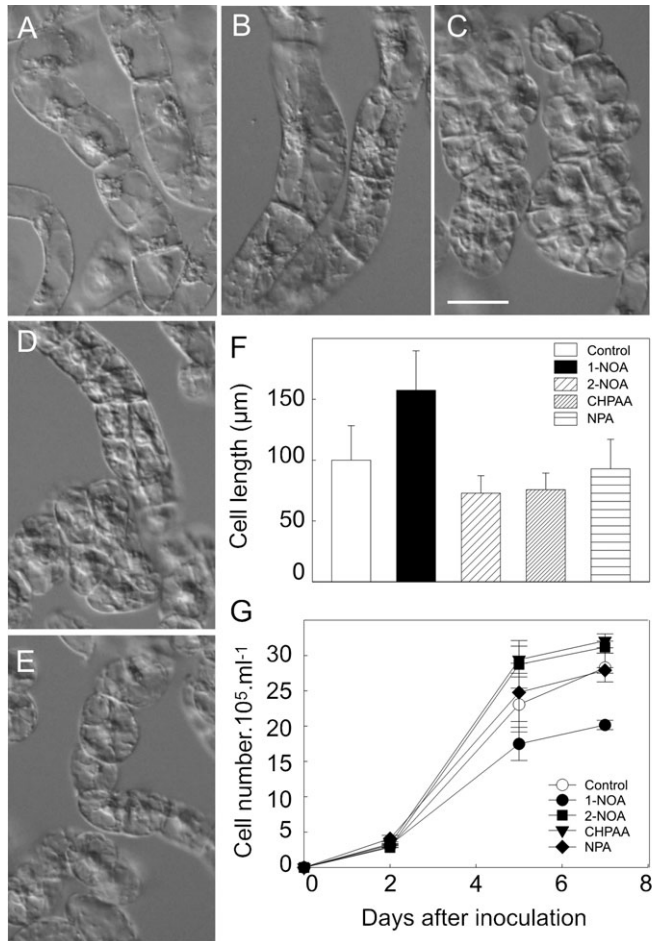 A
B
C
D
E
F
Cell length (µm)
150
100
50
0
Control
1-NOA
2-NOA
CHPAA
NPA
G
Cell number.10⁵.ml⁻¹
30
25
20
15
10
5
0
Control
1-NOA
2-NOA
CHPAA
NPA
0 2 4 6 8
Days after inoculation